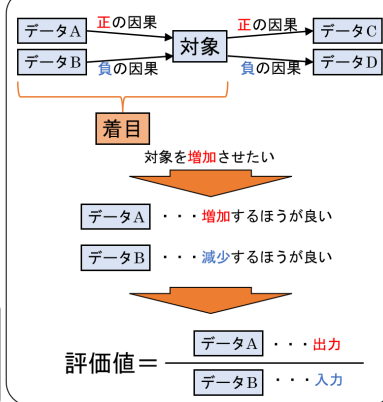 データA 正の因果 対象 正の因果 データC
データB 負の因果 負の因果 データD
着目
対象を増加させたい
データA ・・・増加するほうが良い
データB ・・・減少するほうが良い
評価値＝ データA ・・・出力
データB ・・・入力